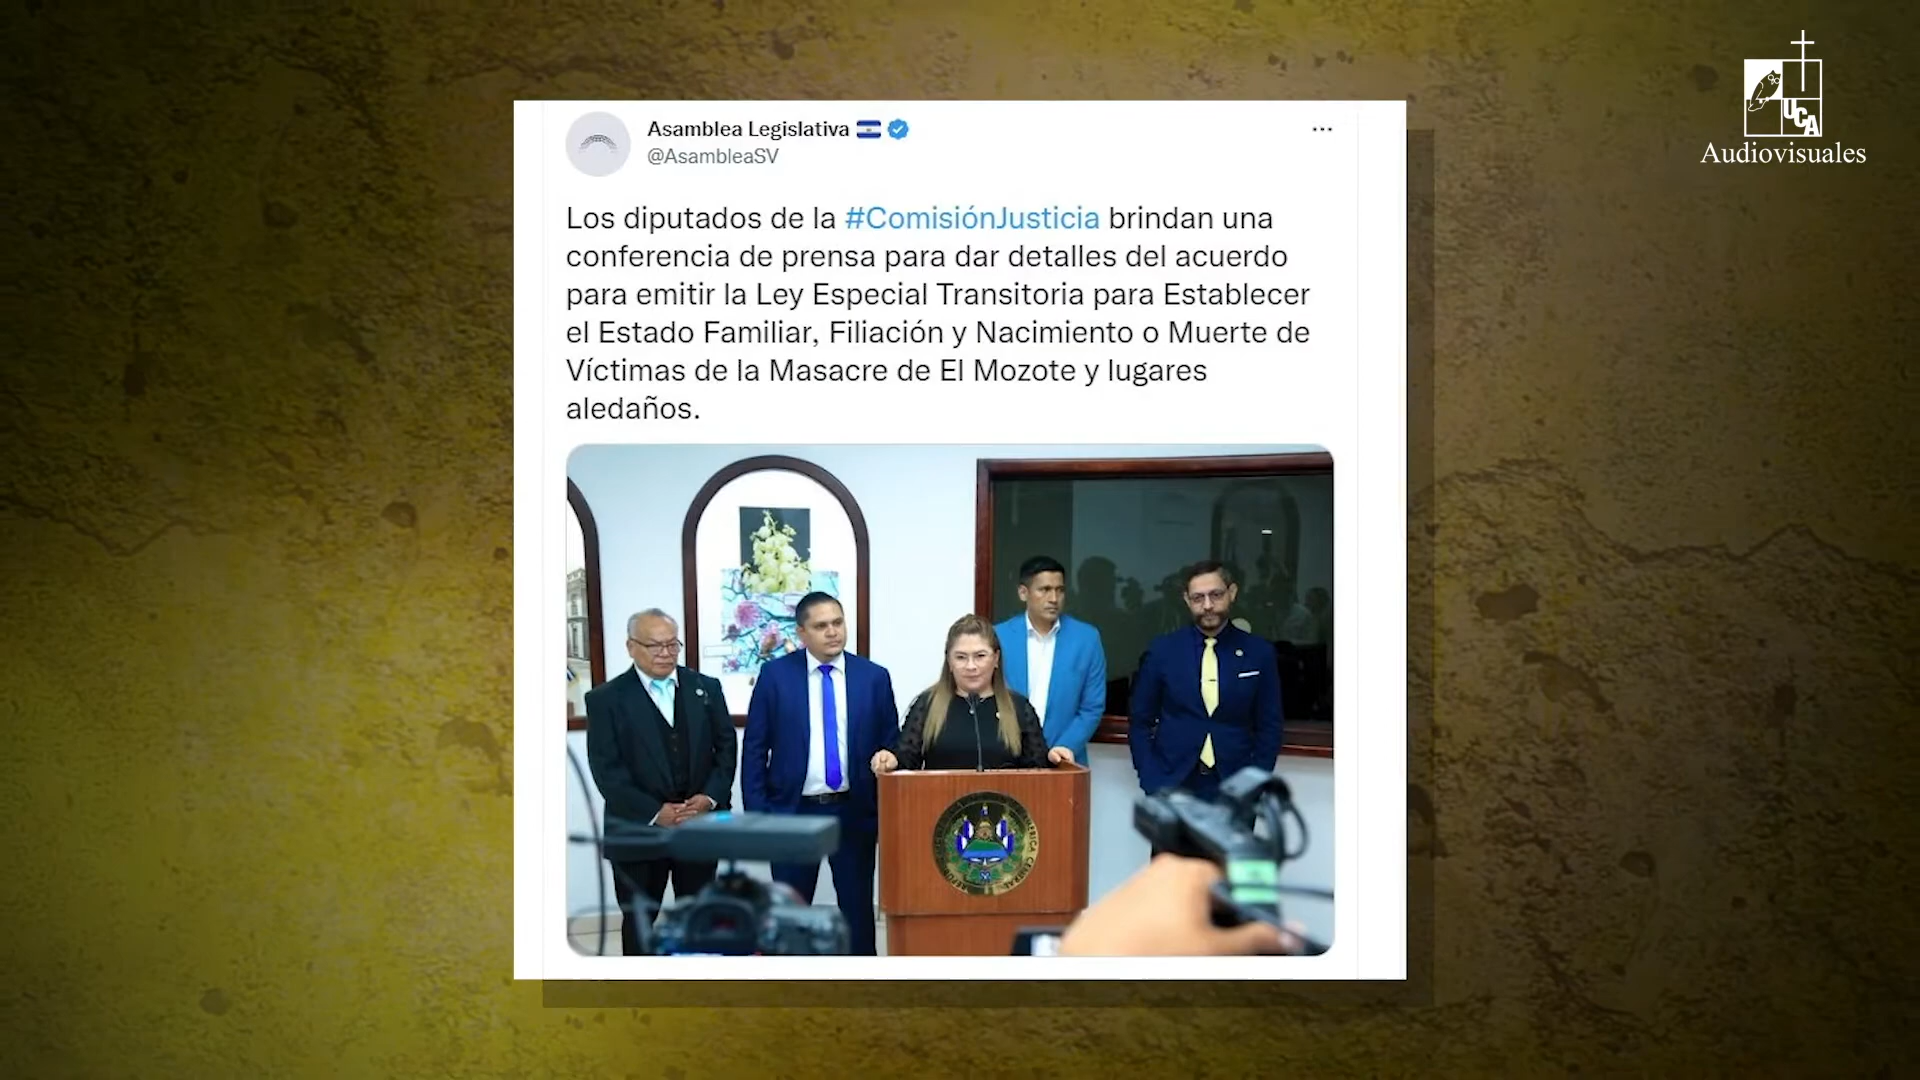 Asamblea Legislativa
@AsambleaSV
Los diputados de la #ComisiónJusticia brindan una
conferencia de prensa para dar detalles del acuerdo
para emitir la Ley Especial Transitoria para Establecer
el Estado Familiar, Filiación y Nacimiento o Muerte de
Víctimas de la Masacre de El Mozote y lugares
aledaños.
UCA
Audiovisuales